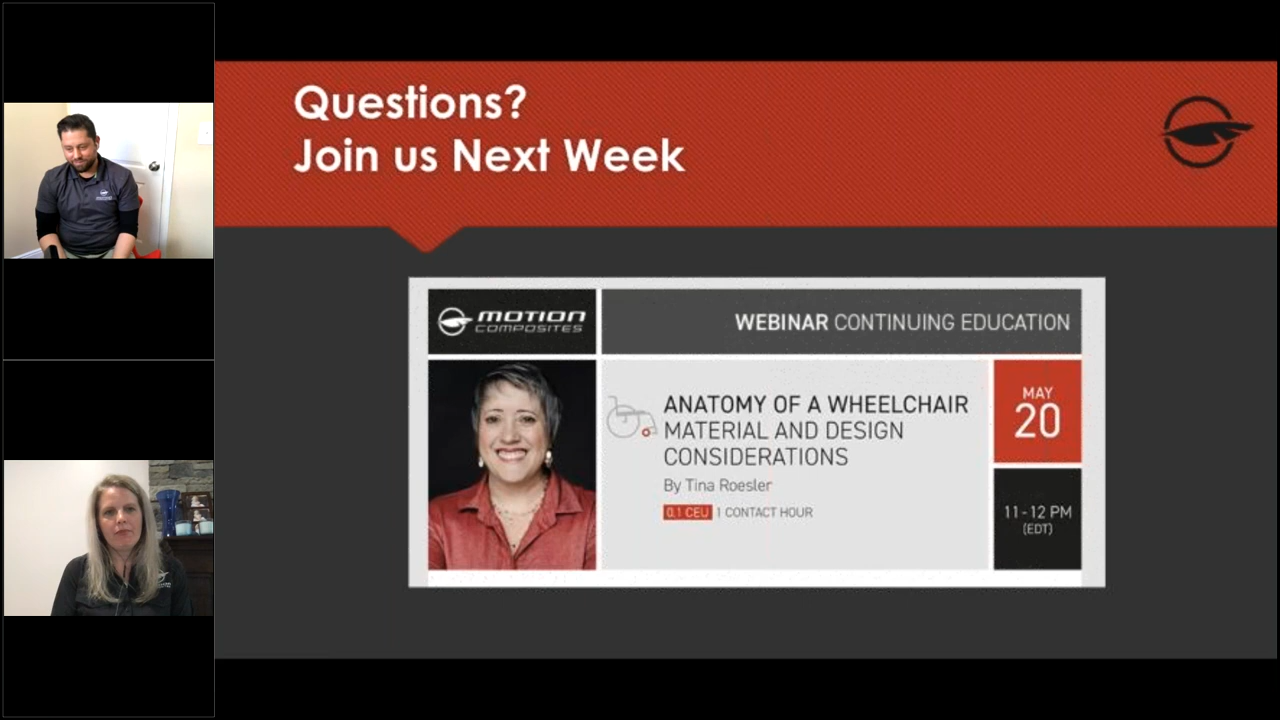 Questions?
Join us Next Week
MOTION
COMPOSITES
WEBINAR CONTINUING EDUCATION
ANATOMY OF A WHEELCHAIR
MATERIAL AND DESIGN
CONSIDERATIONS
By Tina Roesler
0.1 CEU 1 CONTACT HOUR
MAY
20
11 - 12 PM
(EDT)